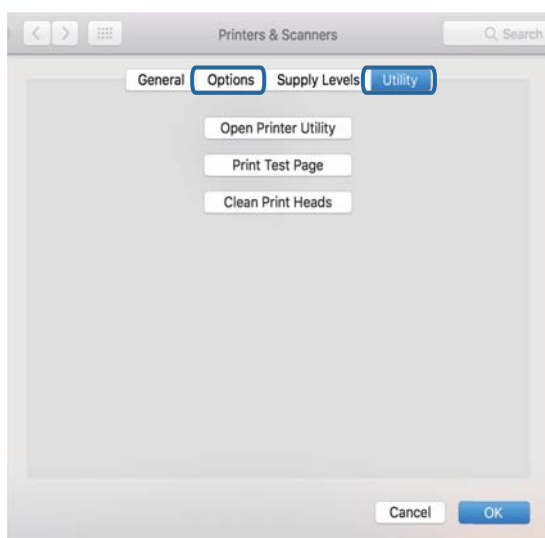 Printers & Scanners Search
General Options Supply Levels Utility
Open Printer Utility
Print Test Page
Clean Print Heads
Cancel OK